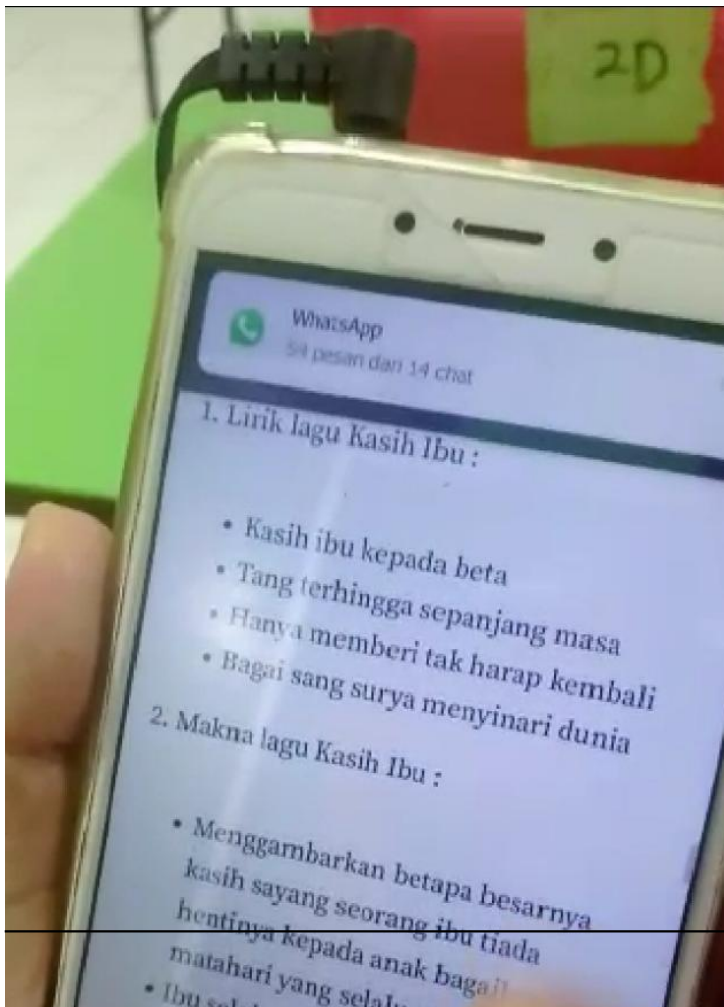 2D
WhatsApp
54 pesan dari 14 chat
1. Lirik lagu Kasih Ibu :
• Kasih ibu kepada beta
• Tang terhingga sepanjang masa
• Hanya memberi tak harap kembali
• Bagai sang surya menyinari dunia
2. Makna lagu Kasih Ibu :
• Menggambarkan betapa besarnya
kasih sayang seorang ibu tiada
hentinya kepada anak bagai
matahari yang
• Ibu